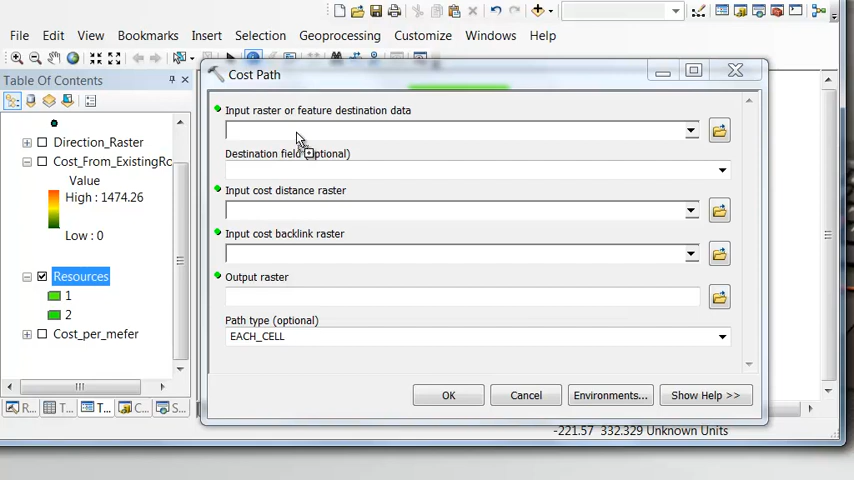 File Edit View Bookmarks Insert Selection Geoprocessing Customize Windows Help
Table Of Contents
Direction_Raster
Cost_From_ExistingRo
Value
High : 1474.26
Low : 0
Resources
1
2
Cost_per_mefer
R...
T...
T...
C...
S...
Cost Path
Input raster or feature destination data
Destination field (optional)
Input cost distance raster
Input cost backlink raster
Output raster
Path type (optional)
EACH_CELL
OK Cancel Environments... Show Help >>
-221.57 332.329 Unknown Units